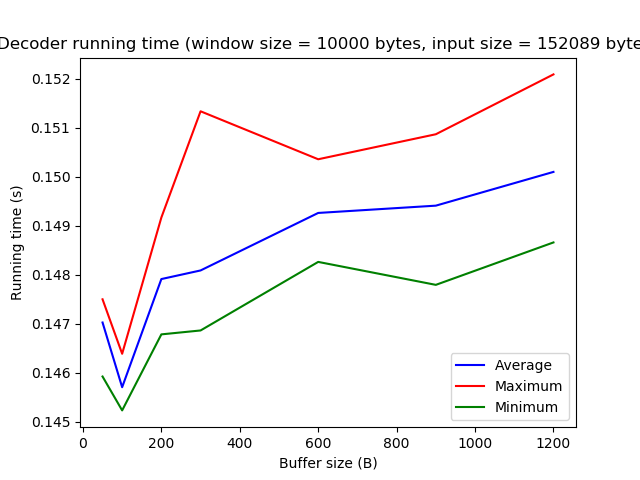 Decoder running time (window size = 10000 bytes, input size = 152089 byte
0.152
0.151
0.150
0.149
0.148
0.147
0.146
0.145
Running time (s)
0 200 400 600 800 1000 1200
Buffer size (B)
Average
Maximum
Minimum